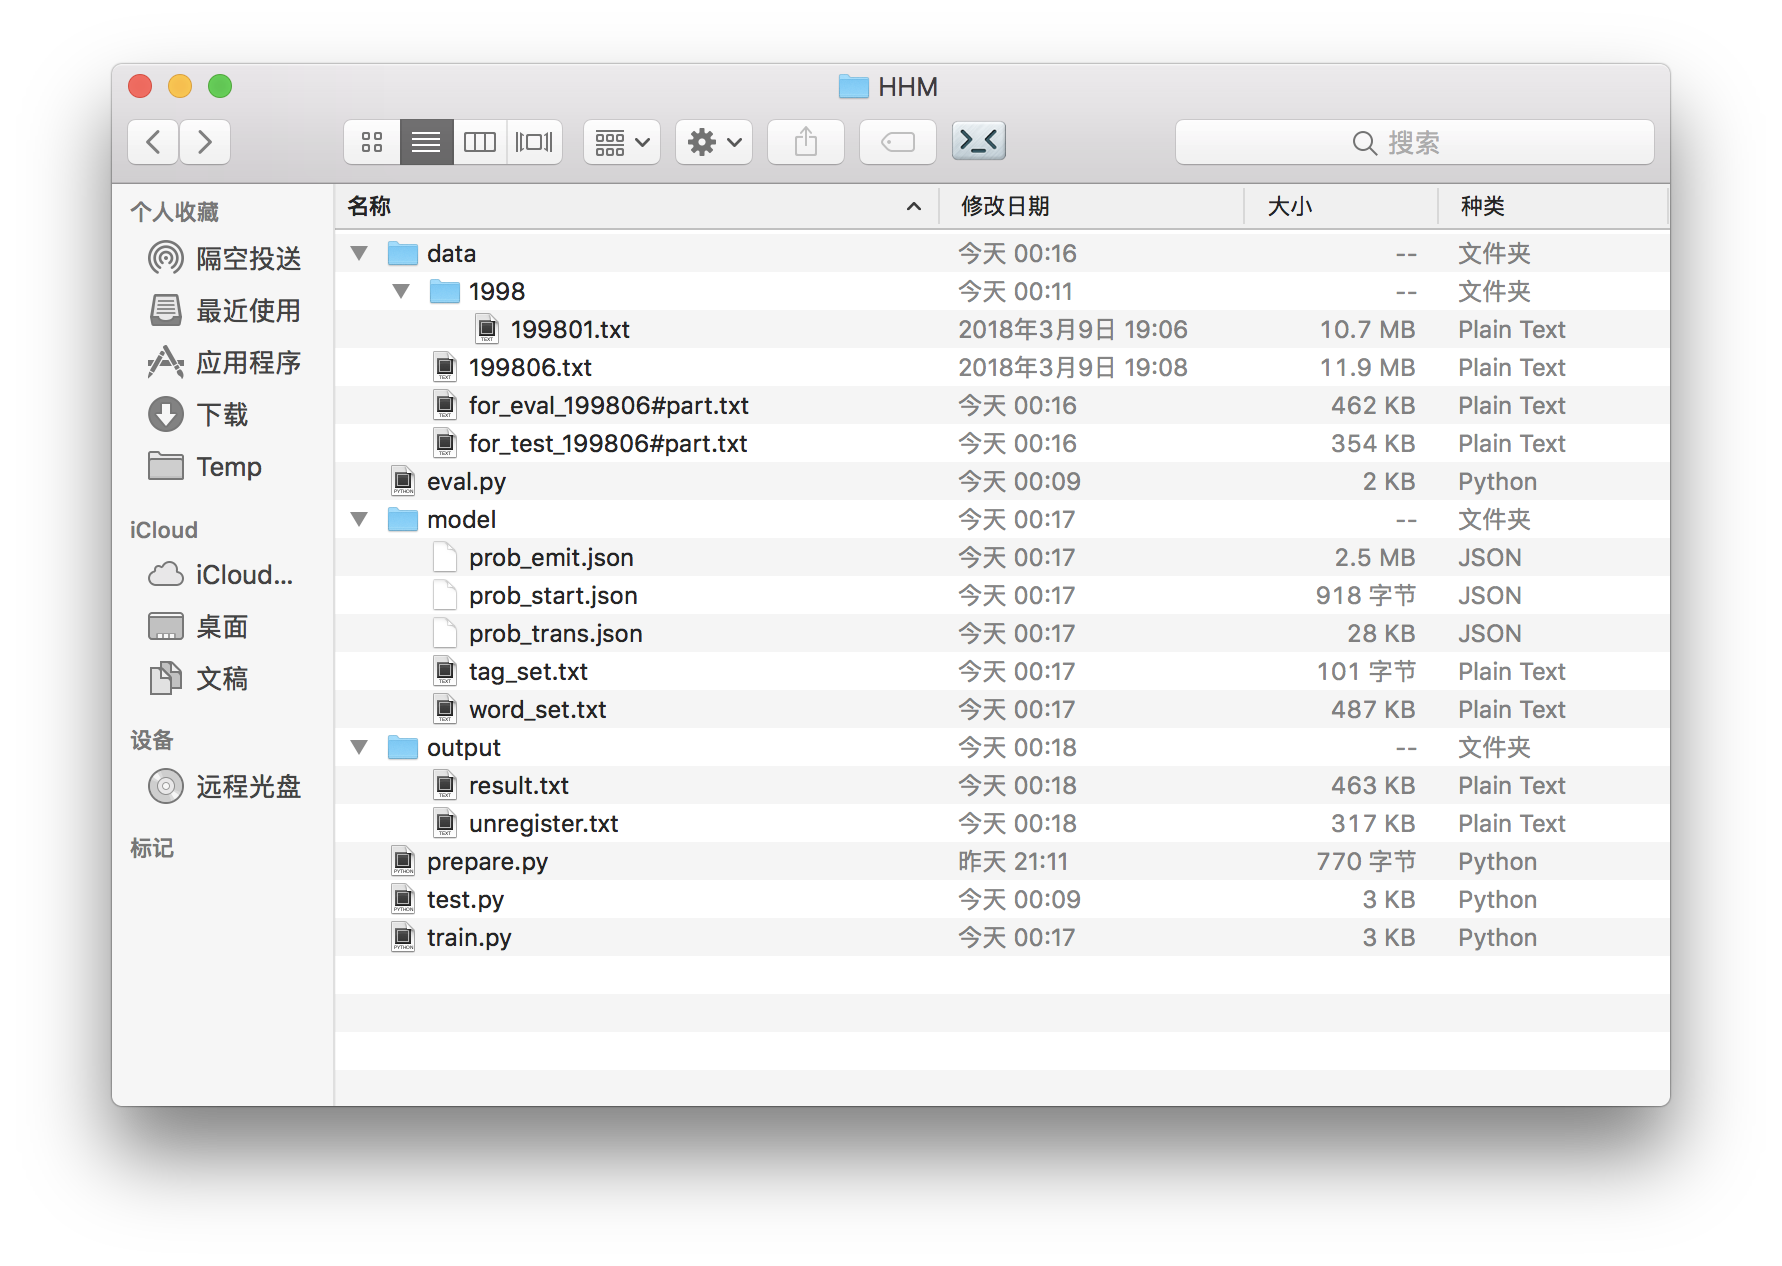 HHM
搜索
个人收藏
隔空投送
最近使用
应用程序
下载
Temp
iCloud
iCloud...
桌面
文稿
设备
远程光盘
标记
名称 修改日期 大小 种类
data 今天 00:16 -- 文件夹
1998 今天 00:11 -- 文件夹
199801.txt 2018年3月9日 19:06 10.7 MB Plain Text
199806.txt 2018年3月9日 19:08 11.9 MB Plain Text
for_eval_199806#part.txt 今天 00:16 462 KB Plain Text
for_test_199806#part.txt 今天 00:16 354 KB Plain Text
eval.py 今天 00:09 2 KB Python
model 今天 00:17 -- 文件夹
prob_emit.json 今天 00:17 2.5 MB JSON
prob_start.json 今天 00:17 918 字节 JSON
prob_trans.json 今天 00:17 28 KB JSON
tag_set.txt 今天 00:17 101 字节 Plain Text
word_set.txt 今天 00:17 487 KB Plain Text
output 今天 00:18 -- 文件夹
result.txt 今天 00:18 463 KB Plain Text
unregister.txt 今天 00:18 317 KB Plain Text
prepare.py 昨天 21:11 770 字节 Python
test.py 今天 00:09 3 KB Python
train.py 今天 00:17 3 KB Python